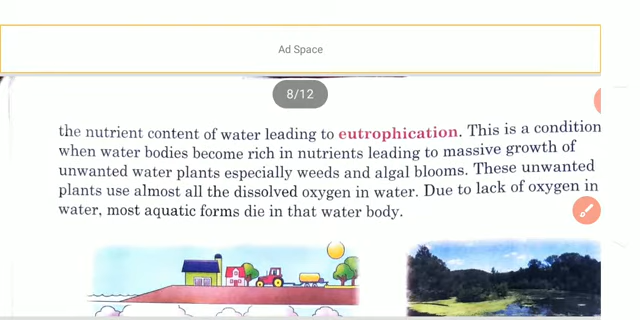 Ad Space
8/12
the nutrient content of water leading to eutrophication. This is a condition
when water bodies become rich in nutrients leading to massive growth of
unwanted water plants especially weeds and algal blooms. These unwanted
plants use almost all the dissolved oxygen in water. Due to lack of oxygen in
water, most aquatic forms die in that water body.